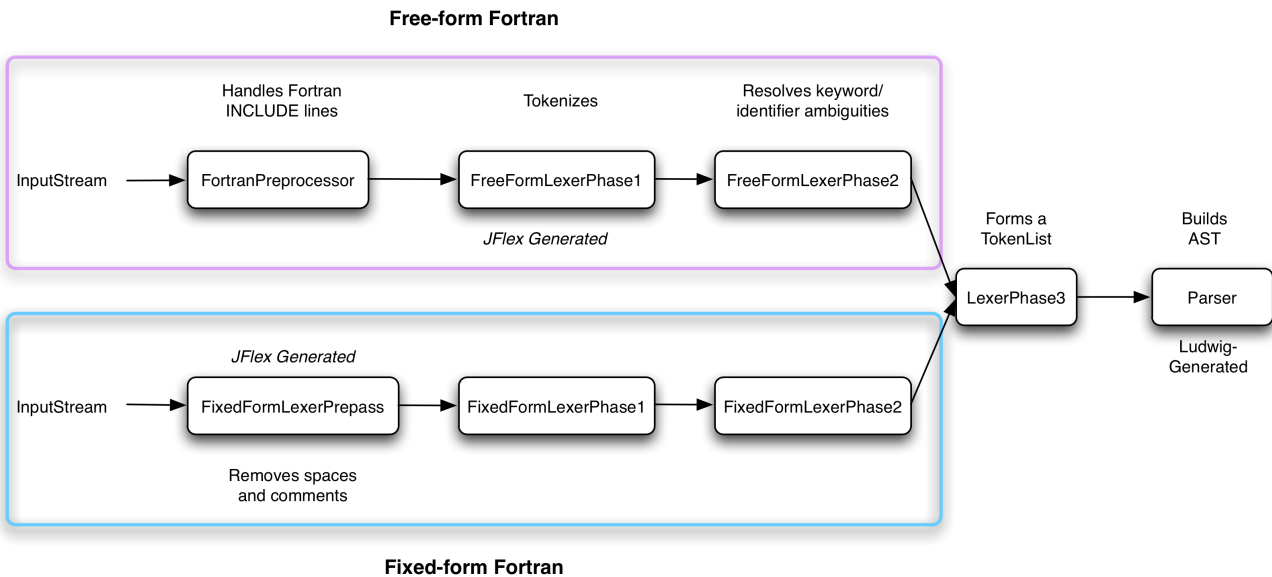 Free-form Fortran
Handles Fortran
INCLUDE lines
Tokenizes
Resolves keyword/
identifier ambiguities
InputStream
FortranPreprocessor
FreeFormLexerPhase1
FreeFormLexerPhase2
JFlex Generated
Forms a
TokenList
Builds
AST
LexerPhase3
Parser
Ludwig-
Generated
JFlex Generated
InputStream
FixedFormLexerPrepass
FixedFormLexerPhase1
FixedFormLexerPhase2
Removes spaces
and comments
Fixed-form Fortran